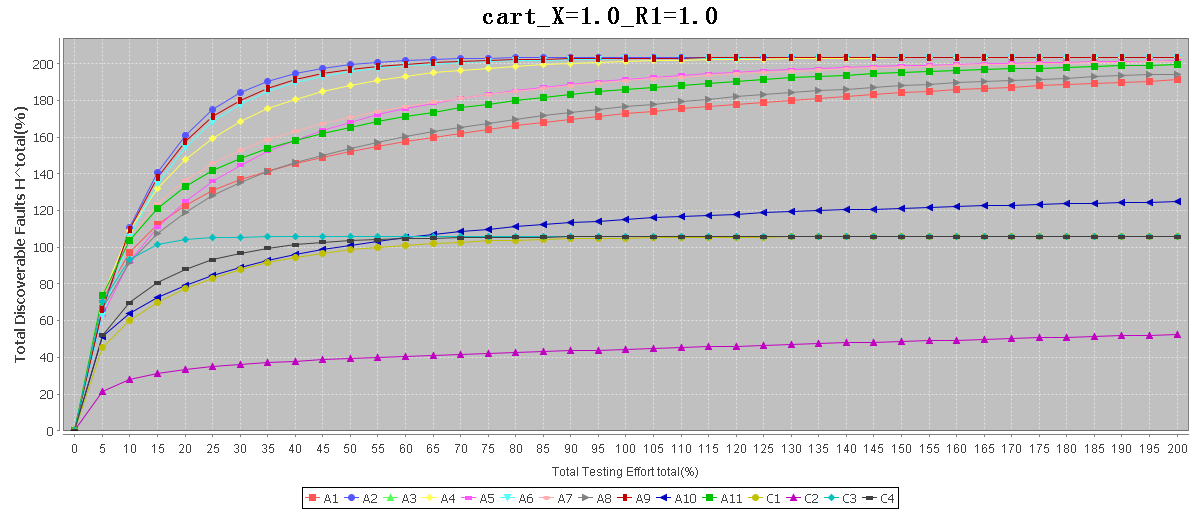 cart_X=1.0_R1=1.0
Total Discoverable Faults H^total(%)
200
180
160
140
120
100
80
60
40
20
0
0 5 10 15 20 25 30 35 40 45 50 55 60 65 70 75 80 85 90 95 100 105 110 115 120 125 130 135 140 145 150 155 160 165 170 175 180 185 190 195 200
Total Testing Effort total(%)
A1 A2 A3 A4 A5 A6 A7 A8 A9 A10 A11 C1 C2 C3 C4